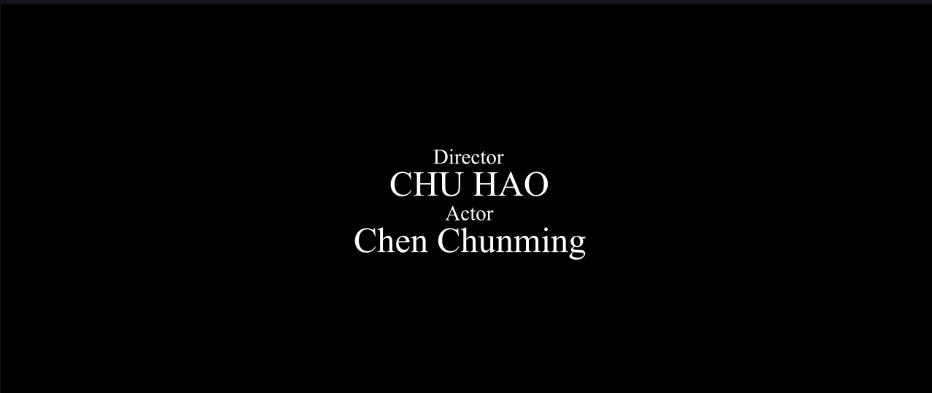 Director
CHU HAO
Actor
Chen Chunming